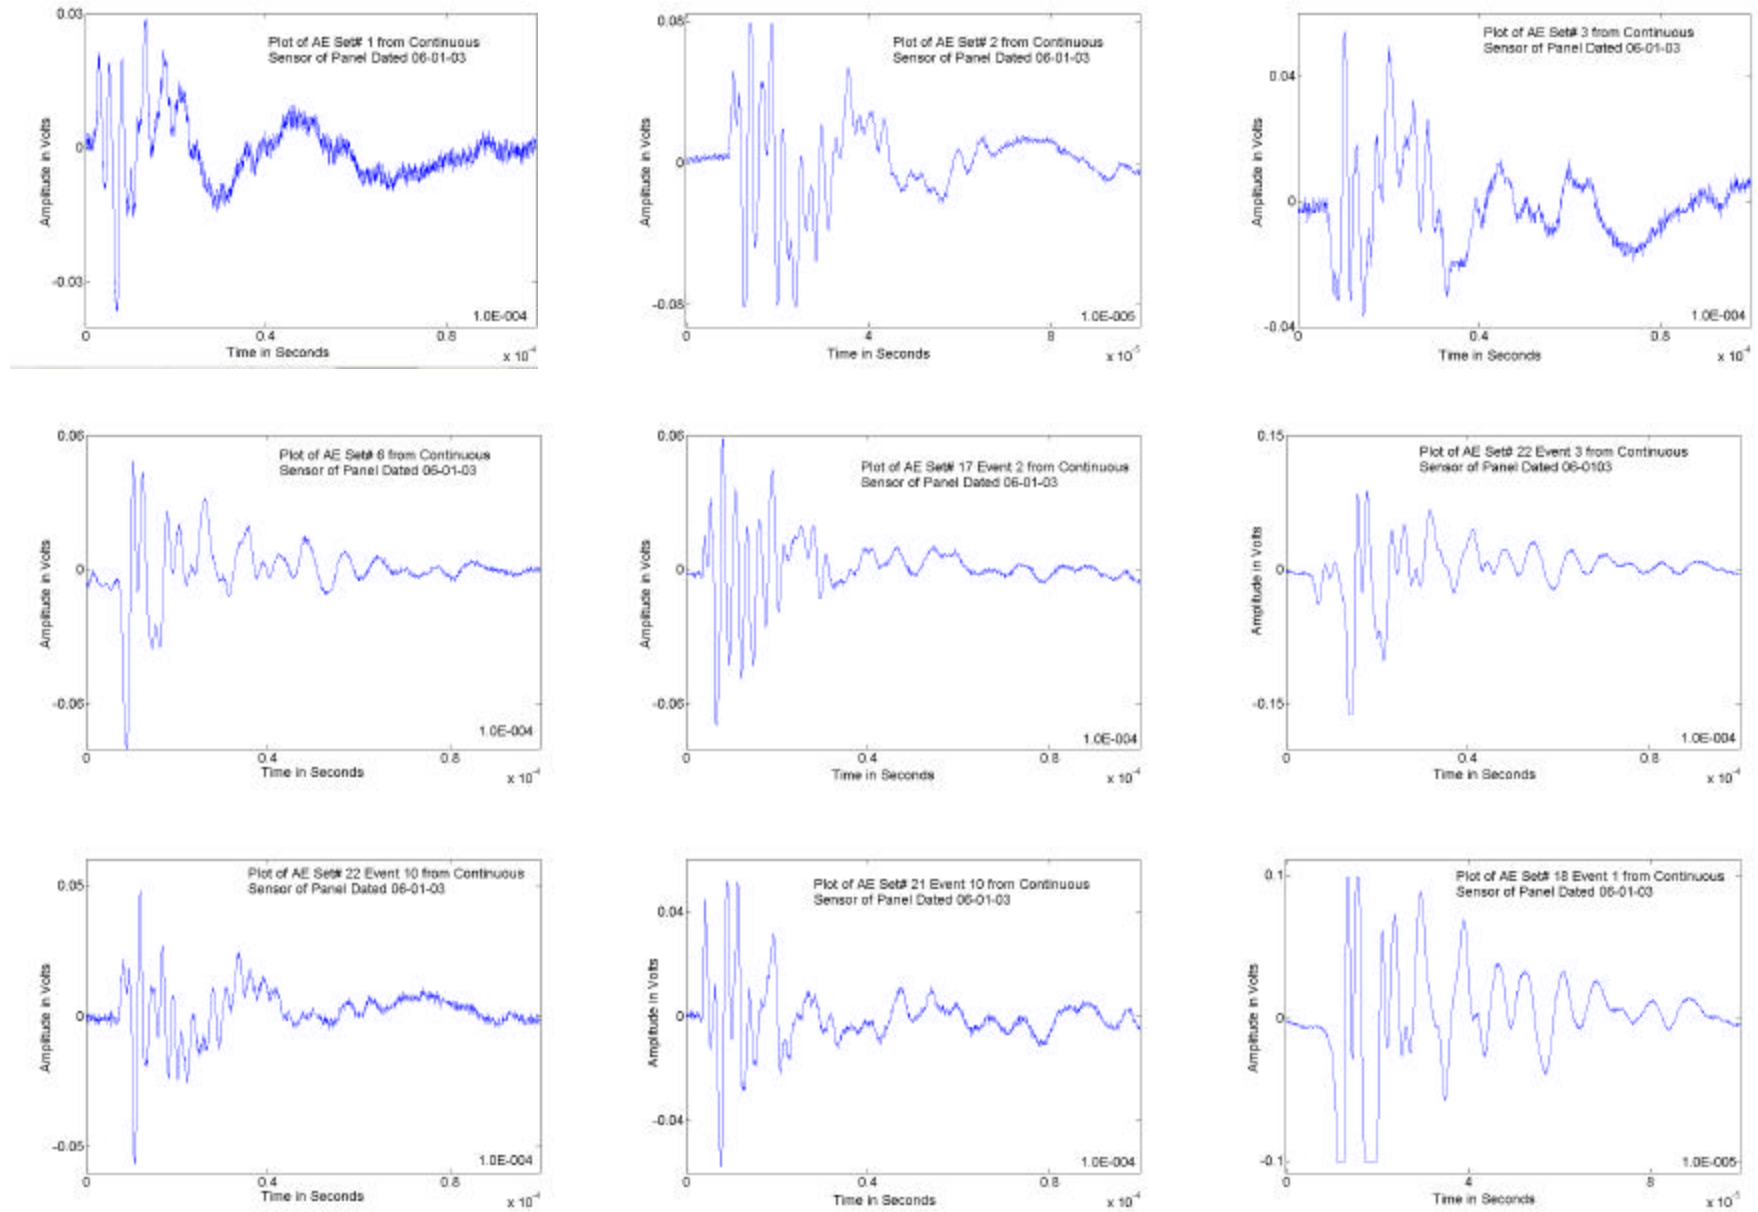 0.03
Plot of AE Set# 1 from Continuous
Sensor of Panel Dated 06-01-03
Amplitude in Volts
0
-0.03
1.0E-004
0 0.4 0.8
Time in Seconds
x 10-4
0.08
Plot of AE Set# 2 from Continuous
Sensor of Panel Dated 06-01-03
Amplitude in Volts
0
-0.08
1.0E-005
0 4 8
Time in Seconds
x 10-5
Plot of AE Set# 3 from Continuous
Sensor of Panel Dated 06-01-03
0.04
Amplitude in Volts
0
-0.04
1.0E-004
0 0.4 0.8
Time in Seconds
x 10-4
0.06
Plot of AE Set# 6 from Continuous
Sensor of Panel Dated 06-01-03
Amplitude in Volts
0
-0.06
1.0E-004
0 0.4 0.8
Time in Seconds
x 10-4
0.06
Plot of AE Set# 17 Event 2 from Continuous
Sensor of Panel Dated 06-01-03
Amplitude in Volts
0
-0.06
1.0E-004
0 0.4 0.8
Time in Seconds
x 10-4
0.15
Plot of AE Set# 22 Event 3 from Continuous
Sensor of Panel Dated 06-0103
Amplitude in Volts
0
-0.15
1.0E-004
0 0.4 0.8
Time in Seconds
x 10-4
0.05
Plot of AE Set# 22 Event 10 from Continuous
Sensor of Panel Dated 06-01-03
Amplitude in Volts
0
-0.05
1.0E-004
0 0.4 0.8
Time in Seconds
x 10-4
Plot of AE Set# 21 Event 10 from Continuous
Sensor of Panel Dated 06-01-03
0.04
Amplitude in Volts
0
-0.04
1.0E-004
0 0.4 0.8
Time in Seconds
x 10-4
0.1
Plot of AE Set# 18 Event 1 from Continuous
Sensor of Panel Dated 06-01-03
Amplitude in Volts
0
-0.1
1.0E-005
0 4 8
Time in Seconds
x 10-5